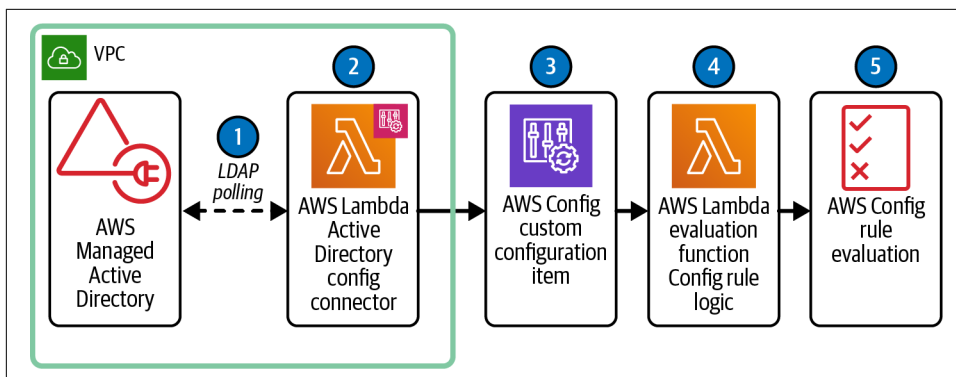 VPC
1
2
3
4
5
LDAP
polling
AWS
Managed
Active
Directory
AWS Lambda
Active
Directory
config
connector
AWS Config
custom
configuration
item
AWS Lambda
evaluation
function
Config rule
logic
AWS Config
rule
evaluation